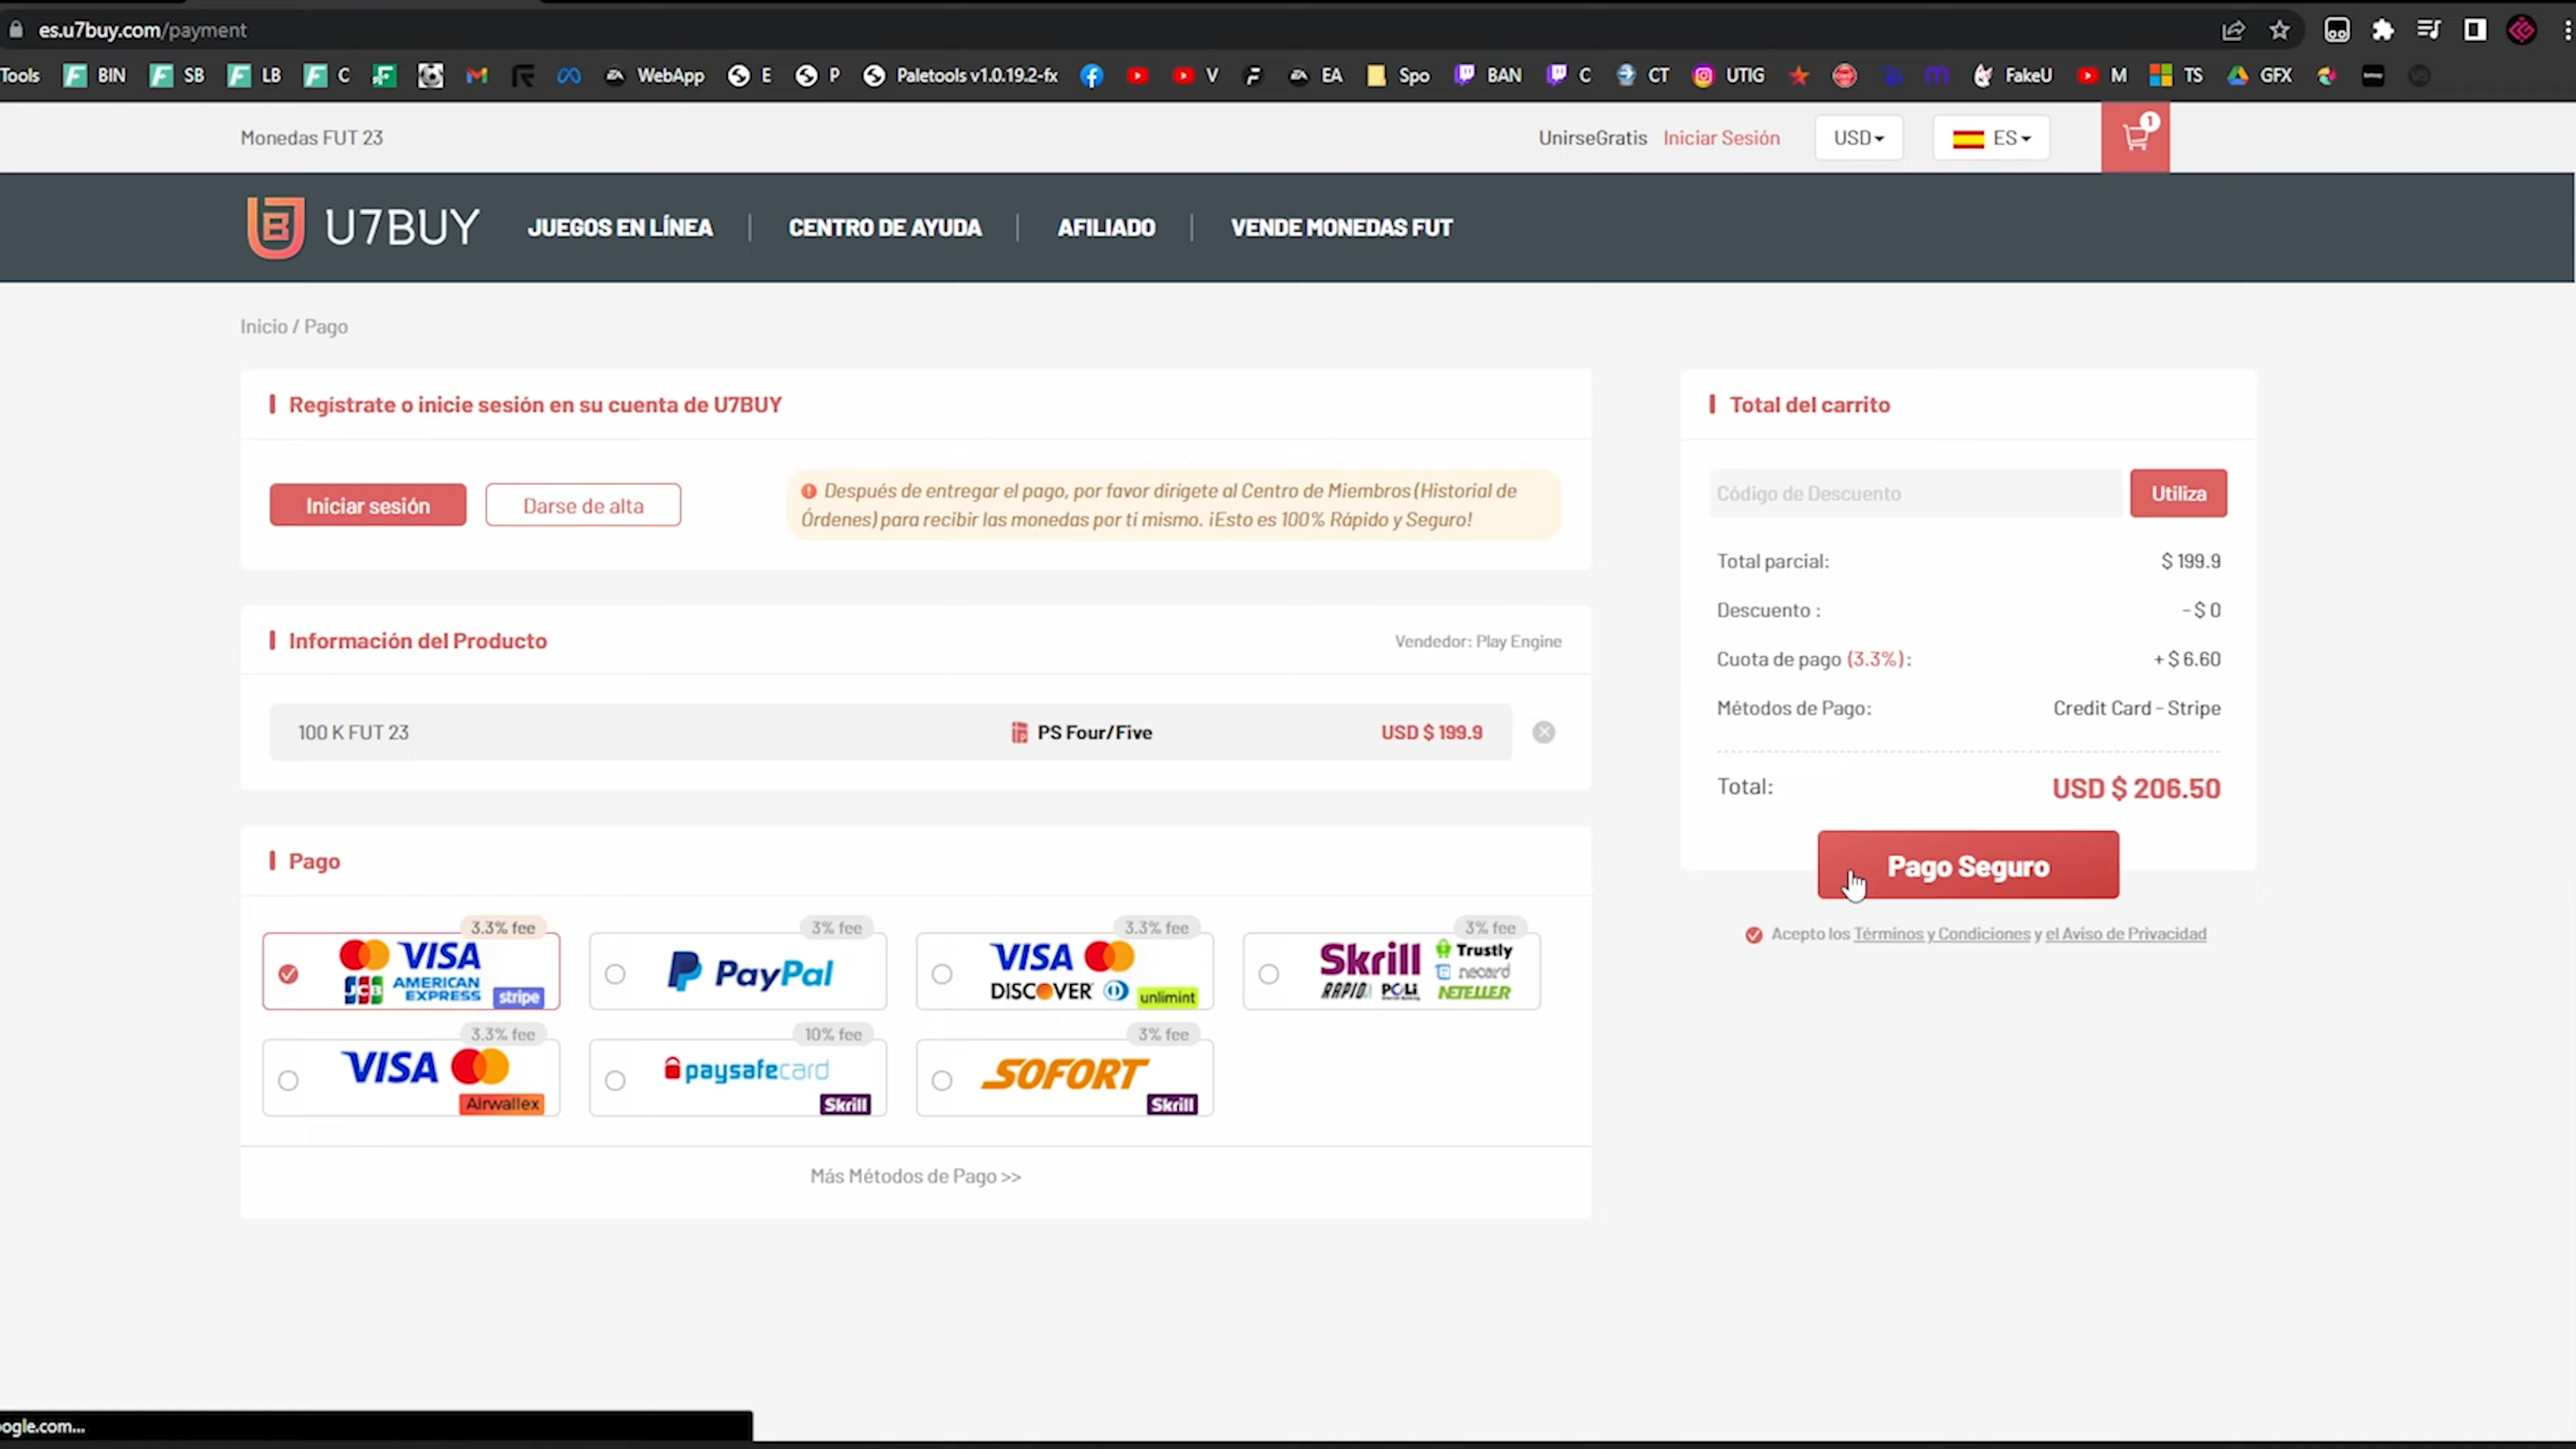 es.u7buy.com/payment
Tools BIN SB LB C WebApp E P Paletools v1.0.19.2-fx V EA Spo BAN C CT UTIG FakeU M TS GFX
Monedas FUT 23
UnirseGratis Iniciar Sesión USD ES 1
U7BUY JUEGOS EN LÍNEA CENTRO DE AYUDA AFILIADO VENDE MONEDAS FUT
Inicio / Pago
Regístrate o inicie sesión en su cuenta de U7BUY
Iniciar sesión Darse de alta
Después de entregar el pago, por favor dirígete al Centro de Miembros(Historial de
Órdenes) para recibir las monedas por ti mismo. ¡Esto es 100% Rápido y Seguro!
Información del Producto Vendedor: Play Engine
100 K FUT 23 PS Four/Five USD $ 199.9
Pago
3.3% fee 3% fee 3.3% fee 3% fee
VISA JCB AMERICAN EXPRESS stripe
PayPal
VISA DISCOVER unlimint
Skrill Trustly necard RAPID POLi NETELLER
3.3% fee 10% fee 3% fee
VISA Airwallex
paysafecard Skrill
SOFORT Skrill
Más Métodos de Pago >>
Total del carrito
Código de Descuento Utiliza
Total parcial: $ 199.9
Descuento : - $ 0
Cuota de pago (3.3%): + $ 6.60
Métodos de Pago: Credit Card - Stripe
Total: USD $ 206.50
Pago Seguro
Acepto los Términos y Condiciones y el Aviso de Privacidad
ogle.com...